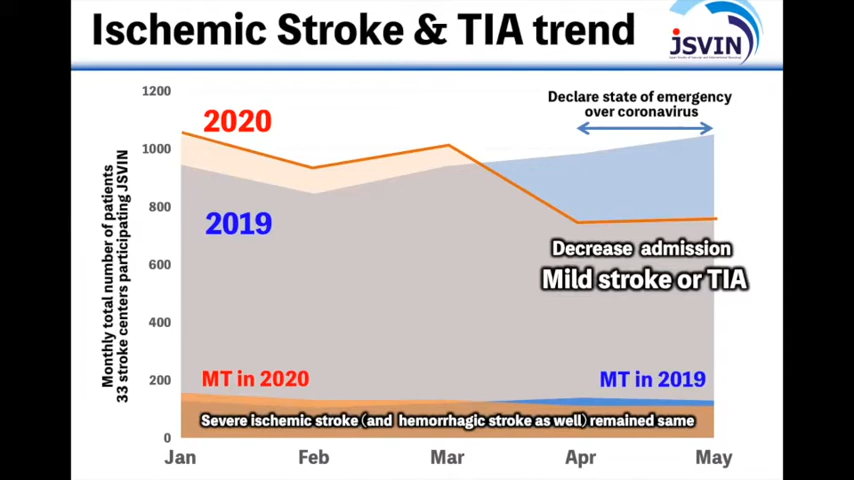 Ischemic Stroke & TIA trend
jSVIN
Declare state of emergency
over coronavirus
1200
1000
800
600
400
200
0
Monthly total number of patients
33 stroke centers participating JSVIN
2020
2019
Decrease admission
Mild stroke or TIA
MT in 2020
MT in 2019
Severe ischemic stroke (and hemorrhagic stroke as well) remained same
Jan Feb Mar Apr May